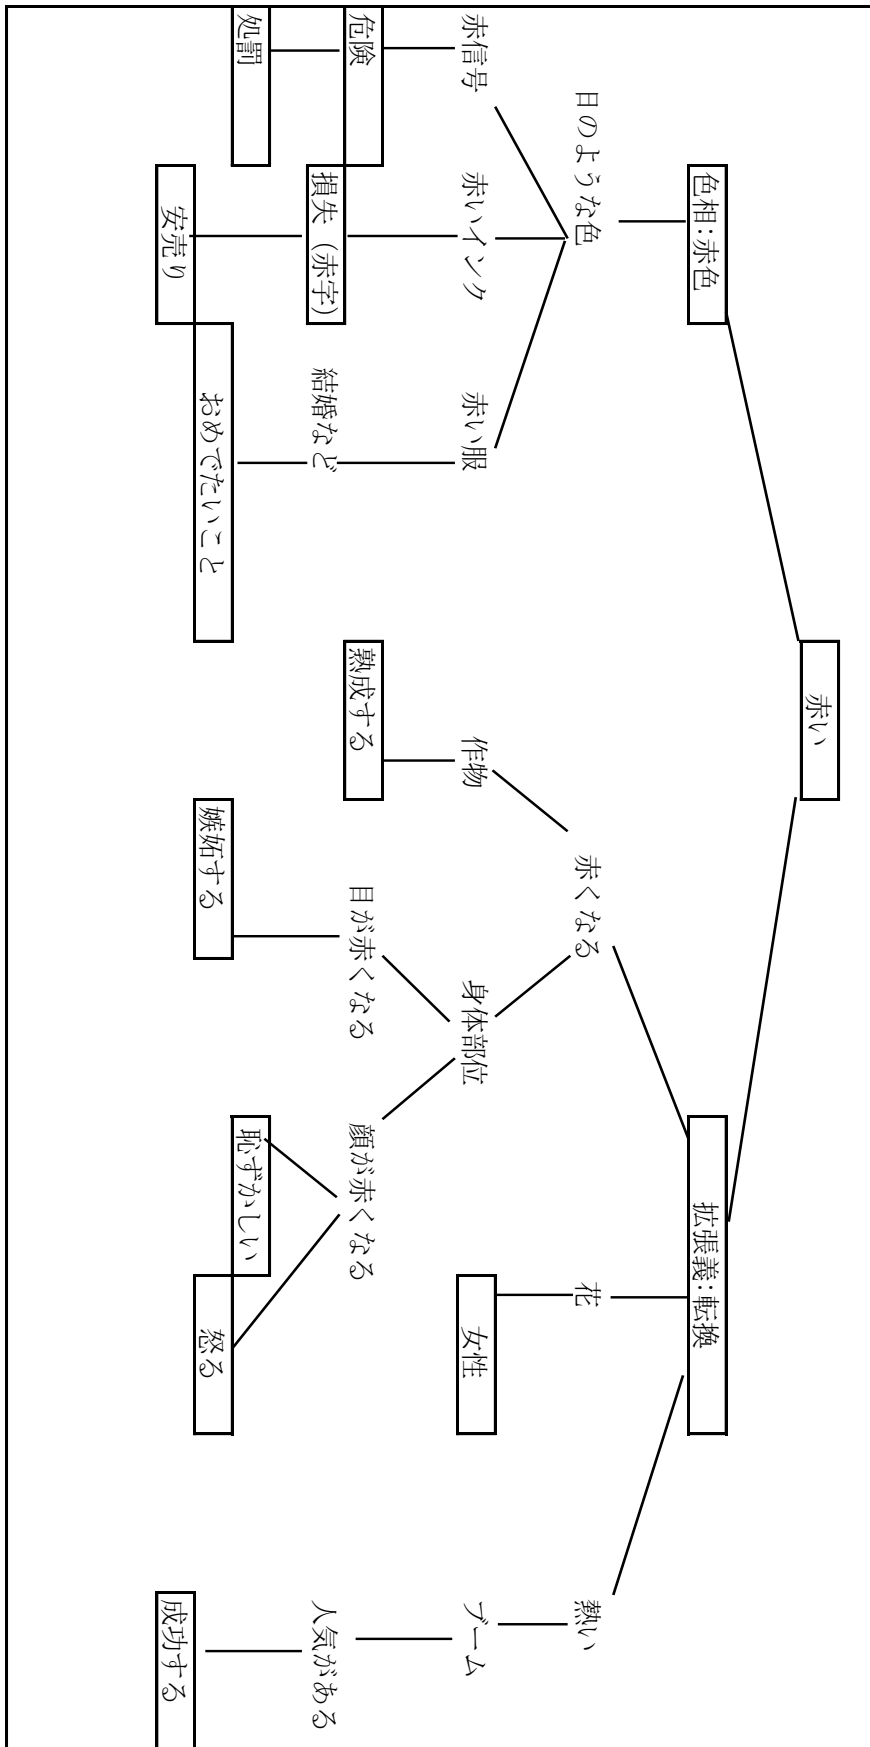 赤い
色相：赤色
拡張義：転換
日のような色
赤くなる
花
熱い
赤信号
赤いインク
赤い服
作物
身体部位
女性
ブーム
危険
損失（赤字）
結婚など
熟成する
目が赤くなる
顔が赤くなる
人気がある
処罰
安売り
おめでたいこと
嫉妬する
恥ずかしい
怒る
成功する